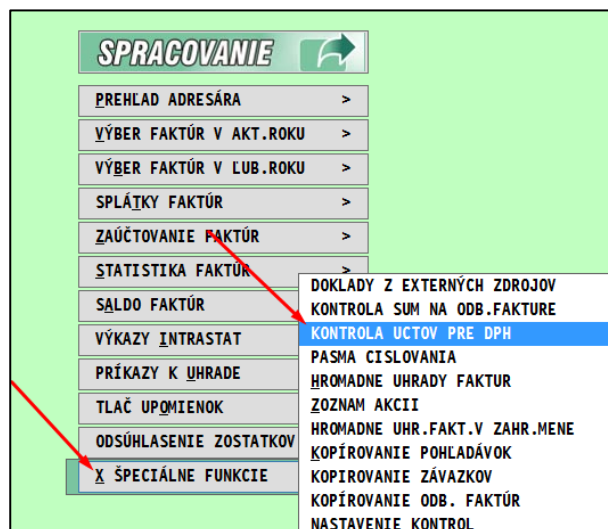 SPRACOVANIE
PREHĽAD ADRESÁRA >
VÝBER FAKTÚR V AKT.ROKU >
VÝBER FAKTÚR V ĽUB.ROKU >
SPLÁTKY FAKTÚR >
ZAÚČTOVANIE FAKTÚR >
ŠTATISTIKA FAKTÚR >
SALDO FAKTÚR
VÝKAZY INTRASTAT
PRÍKAZY K UHRADE
TLAČ UPOMIENOK
ODSÚHLASENIE ZOSTATKOV
X ŠPECIÁLNE FUNKCIE
DOKLADY Z EXTERNÝCH ZDROJOV
KONTROLA SUM NA ODB.FAKTURE
KONTROLA UCTOV PRE DPH
PASMA CISLOVANIA
HROMADNE UHRADY FAKTUR
ZOZNAM AKCII
HROMADNE UHR.FAKT.V ZAHR.MENE
KOPÍROVANIE POHĽADÁVOK
KOPIROVANIE ZÁVAZKOV
KOPÍROVANIE ODB. FAKTÚR
NASTAVENIE KONTROL